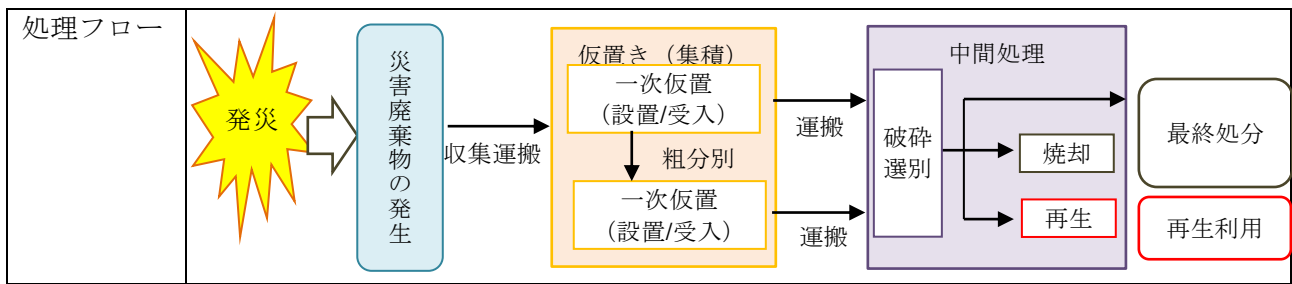 処理フロー
発災
災害廃棄物の発生
収集運搬
仮置き（集積）
一次仮置
（設置/受入）
粗分別
一次仮置
（設置/受入）
運搬
運搬
中間処理
破砕
選別
焼却
再生
最終処分
再生利用